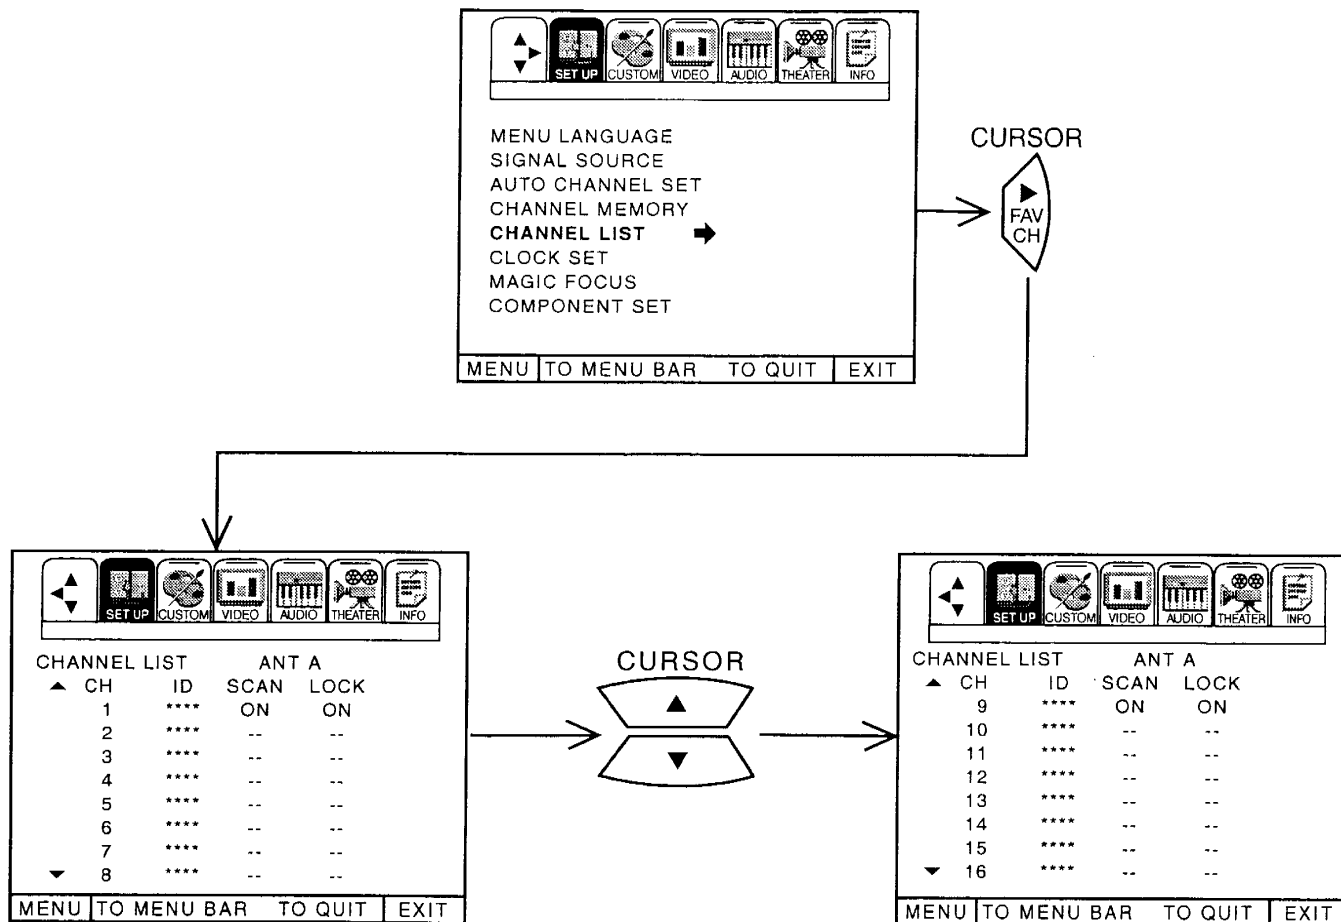 SET UP CUSTOM VIDEO AUDIO THEATER INFO
MENU LANGUAGE
SIGNAL SOURCE
AUTO CHANNEL SET
CHANNEL MEMORY
CHANNEL LIST
CLOCK SET
MAGIC FOCUS
COMPONENT SET
MENU TO MENU BAR TO QUIT EXIT
CURSOR
FAV
CH
SET UP CUSTOM VIDEO AUDIO THEATER INFO
CHANNEL LIST ANT A
CH ID SCAN LOCK
1 **** ON ON
2 **** -- --
3 **** -- --
4 **** -- --
5 **** -- --
6 **** -- --
7 **** -- --
8 **** -- --
MENU TO MENU BAR TO QUIT EXIT
CURSOR
SET UP CUSTOM VIDEO AUDIO THEATER INFO
CHANNEL LIST ANT A
CH ID SCAN LOCK
9 **** ON ON
10 **** -- --
11 **** -- --
12 **** -- --
13 **** -- --
14 **** -- --
15 **** -- --
16 **** -- --
MENU TO MENU BAR TO QUIT EXIT